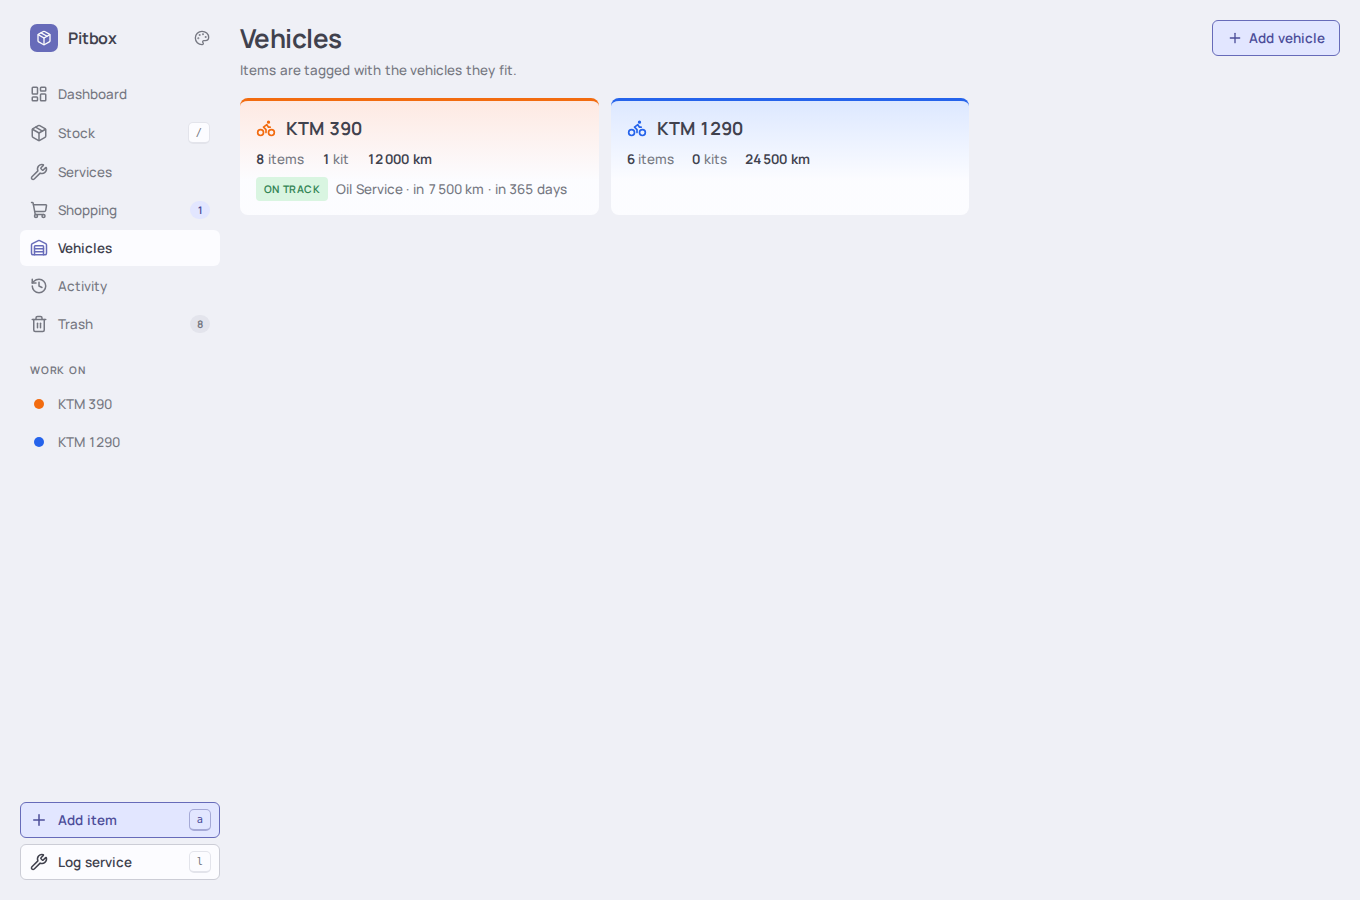 Pitbox
Dashboard
Stock /
Services
Shopping 1
Vehicles
Activity
Trash 8
WORK ON
KTM 390
KTM 1290
Add item a
Log service l
Vehicles
Add vehicle
Items are tagged with the vehicles they fit.
KTM 390
8 items 1 kit 12 000 km
ON TRACK Oil Service · in 7 500 km · in 365 days
KTM 1290
6 items 0 kits 24 500 km